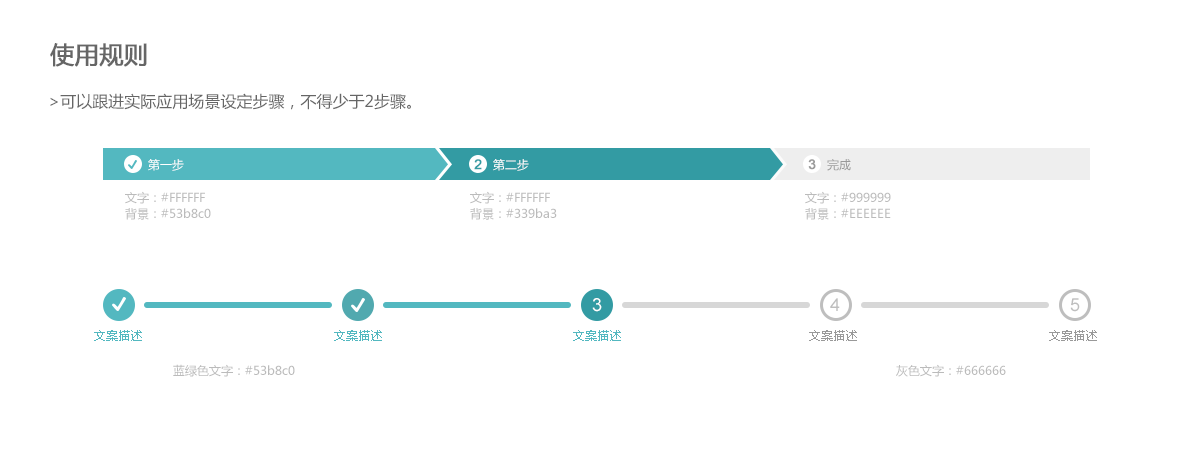 使用规则
>可以跟进实际应用场景设定步骤，不得少于2步骤。
第一步 2 第二步 3 完成
文字：#FFFFFF 文字：#FFFFFF 文字：#999999
背景：#53b8c0 背景：#339ba3 背景：#EEEEEE
3 4 5
文案描述 文案描述 文案描述 文案描述 文案描述
蓝绿色文字：#53b8c0 灰色文字：#666666